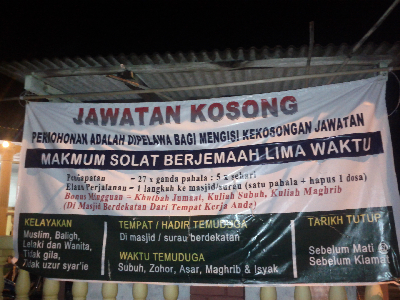 JAWATAN KOSONG
PERMOHONAN ADALAH DIPELAWA BAGI MENGISI KEKOSONGAN JAWATAN
MAKMUM SOLAT BERJEMAAH LIMA WAKTU
Pendapatan - 27 x ganda pahala : 5 x sehari
Elaun Perjalanan - 1 langkah ke masjid/surau (satu pahala + hapus 1 dosa)
Bonus Mingguan - Khutbah Jumaat, Kuliah Subuh, Kuliah Maghrib
(Di Masjid Berdekatan Dari Tempat Kerja Anda)
KELAYAKAN
Muslim, Baligh,
Lelaki dan Wanita,
Tidak gila,
Tidak uzur syar'ie
TEMPAT / HADIR TEMUDUGA
Di masjid / surau berdekatan
WAKTU TEMUDUGA
Subuh, Zohor, Asar, Maghrib & Isyak
TARIKH TUTUP
Sebelum Mati @
Sebelum Kiamat